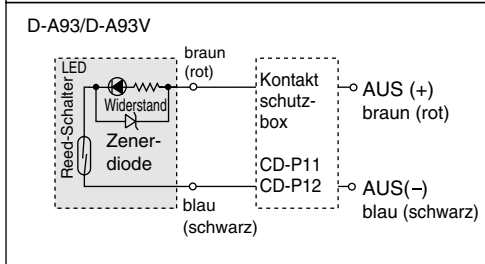 D-A93/D-A93V
LED
Reed-Schalter
Widerstand
Zener-
diode
braun
(rot)
blau
(schwarz)
Kontakt
schutz-
box
CD-P11
CD-P12
AUS (+)
braun (rot)
AUS(−)
blau (schwarz)